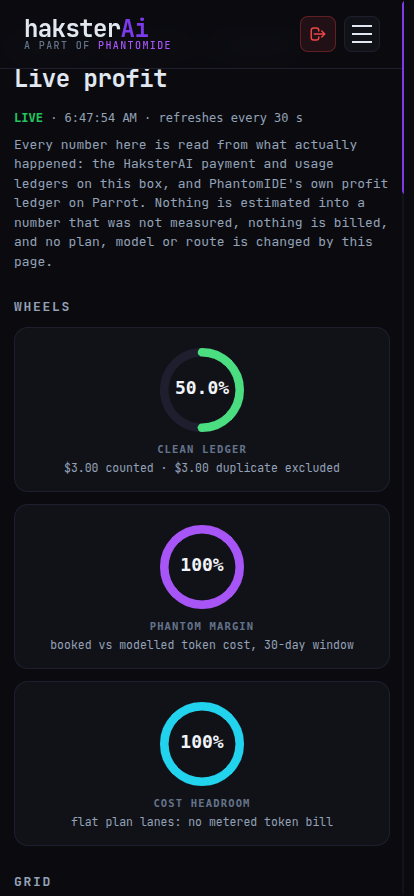 haksterAi
A PART OF PHANTOMIDE
Live profit
LIVE · 6:47:54 AM · refreshes every 30 s
Every number here is read from what actually
happened: the HaksterAI payment and usage
ledgers on this box, and PhantomIDE's own profit
ledger on Parrot. Nothing is estimated into a
number that was not measured, nothing is billed,
and no plan, model or route is changed by this
page.
WHEELS
50.0%
CLEAN LEDGER
$3.00 counted · $3.00 duplicate excluded
100%
PHANTOM MARGIN
booked vs modelled token cost, 30-day window
100%
COST HEADROOM
flat plan lanes: no metered token bill
GRID